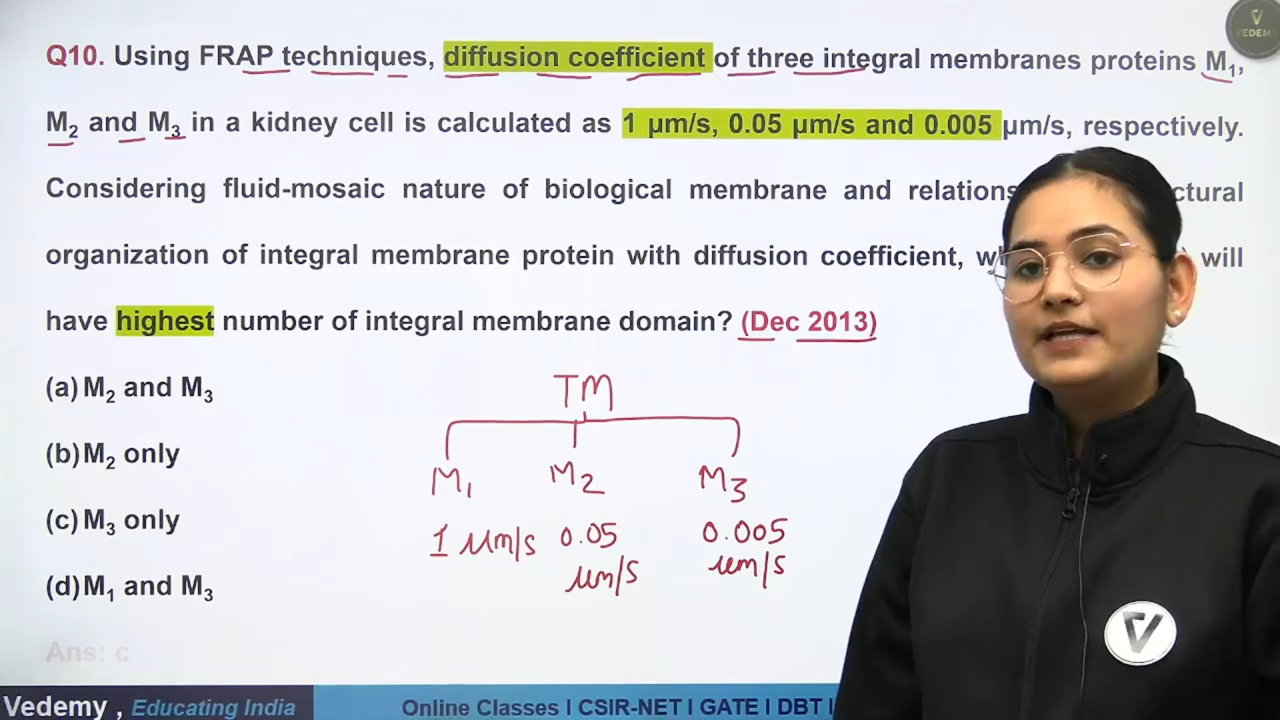 VEDEMY
Q10. Using FRAP techniques, diffusion coefficient of three integral membranes proteins M1,
M2 and M3 in a kidney cell is calculated as 1 µm/s, 0.05 µm/s and 0.005 µm/s, respectively.
Considering fluid-mosaic nature of biological membrane and
organization of integral membrane protein with diffusion coefficient, will
have highest number of integral membrane domain? (Dec 2013)
(a) M2 and M3
(b) M2 only
(c) M3 only
(d) M1 and M3
TM
M1 M2 M3
1 µm/s 0.05 µm/s 0.005 µm/s
Ans: c
Vedemy , Educating India
Online Classes I CSIR-NET I GATE I DBT I